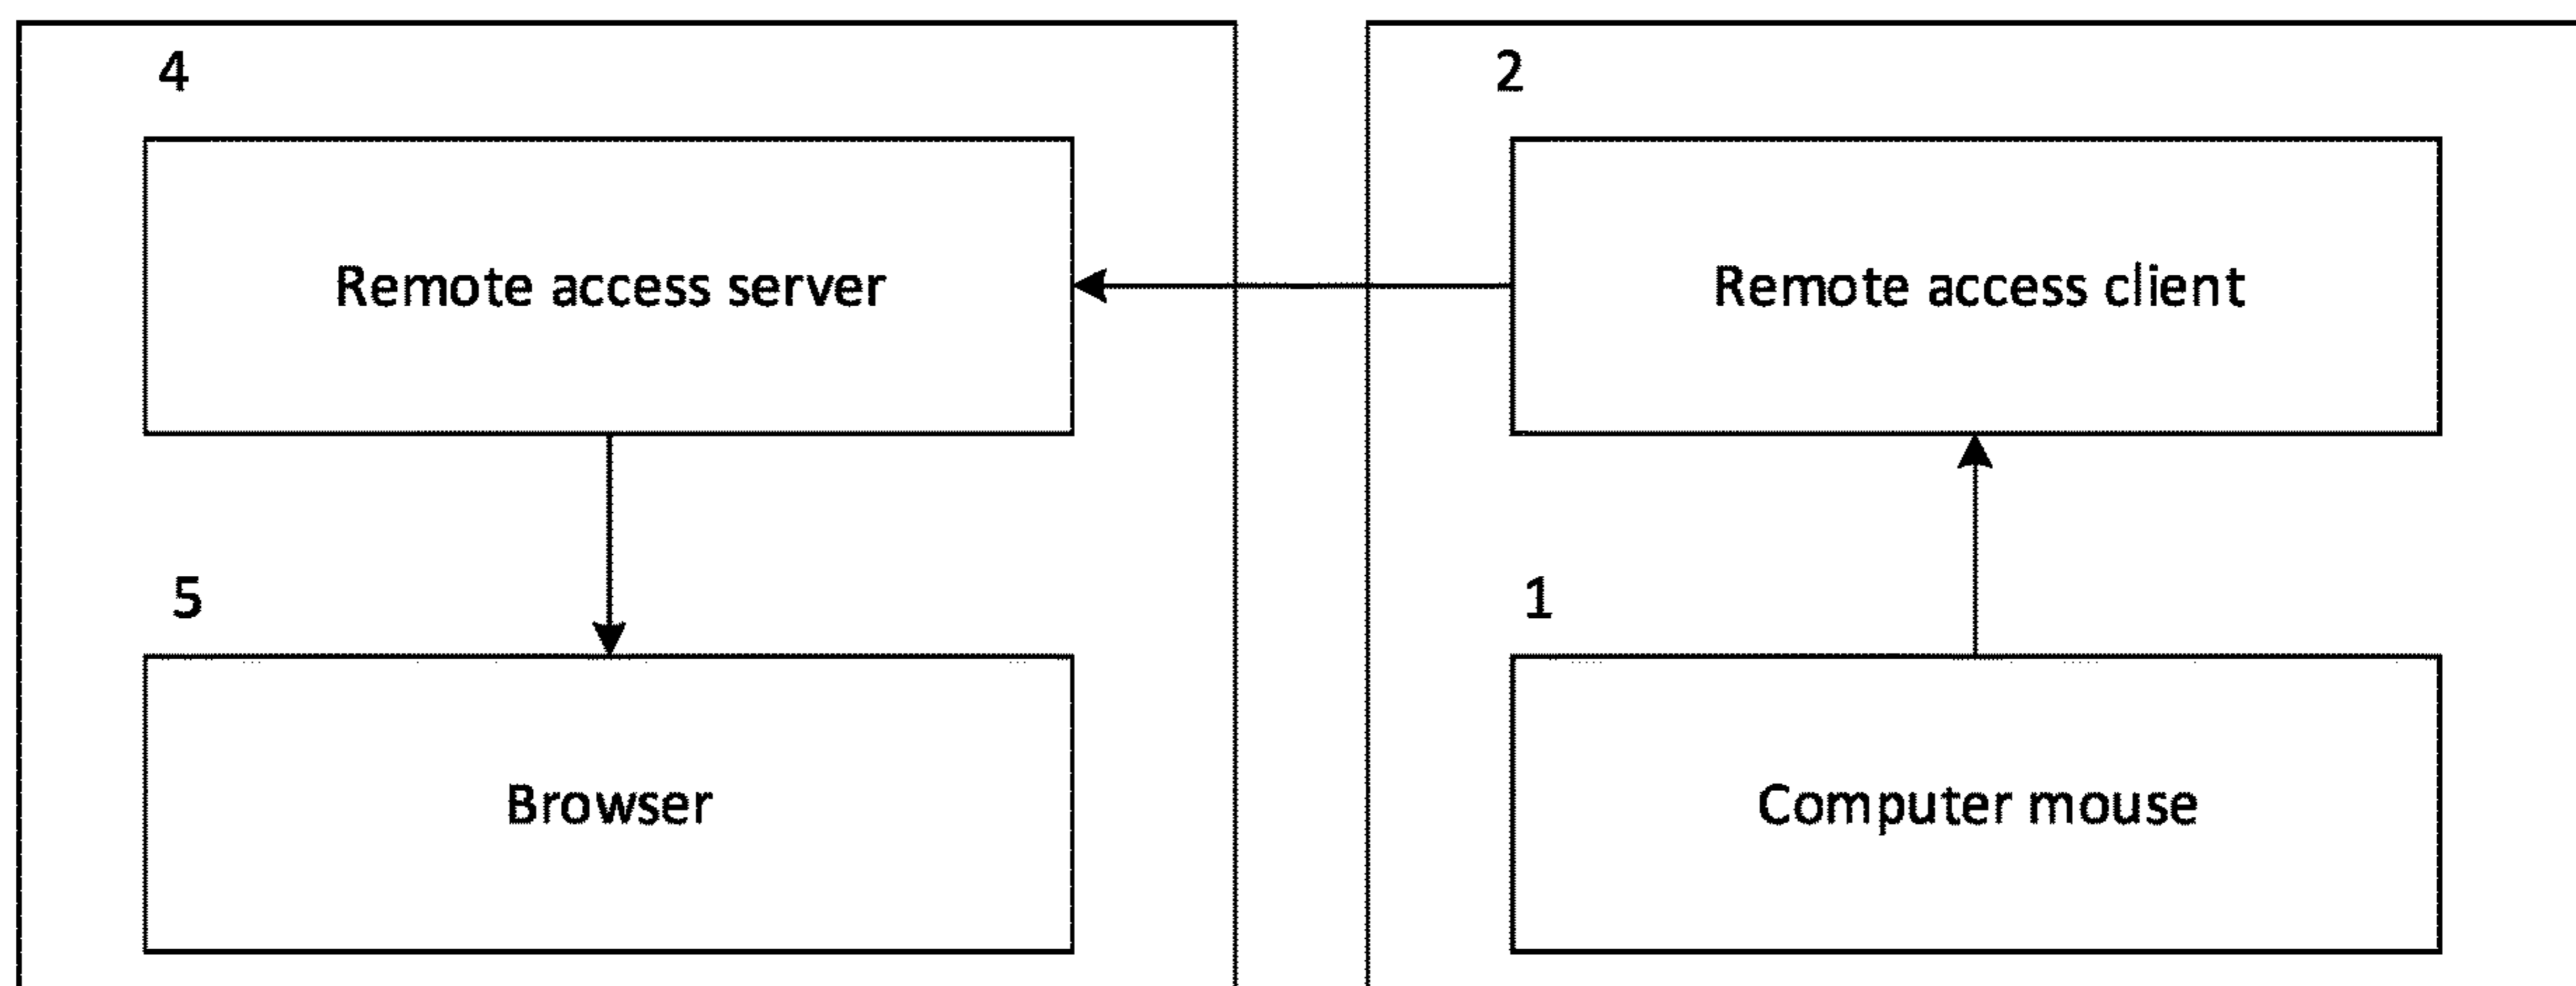 4
Remote access server
5
Browser
2
Remote access client
1
Computer mouse